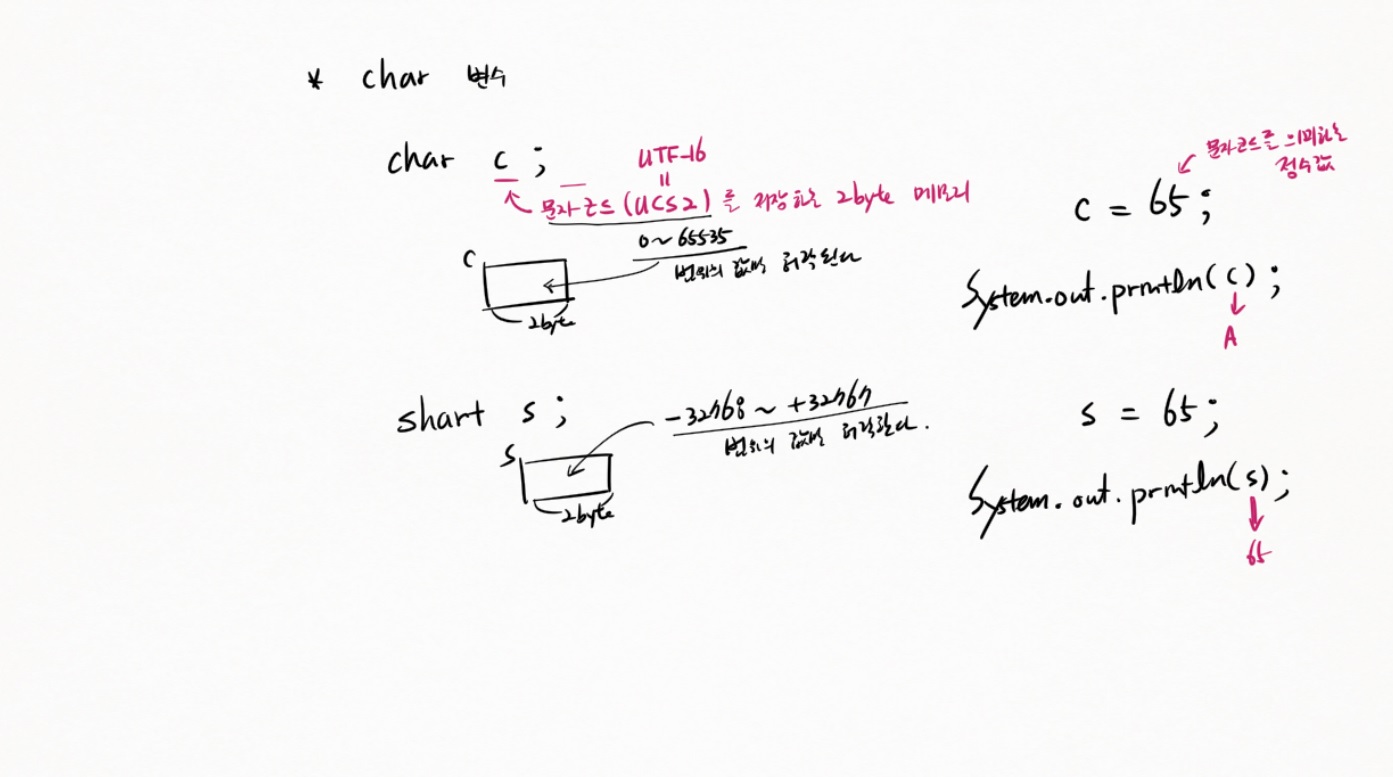 * char 변수
char c ;
UTF-16
=
문자코드 (UCS2) 를 저장하는 2byte 메모리
0 ~ 65535
범위의 값만 허락된다
c
2byte
c = 65 ;
문자코드를 의미하는
정수값
System.out.println(c) ;
A
shart s ;
-32768 ~ +32767
범위의 값만 허락한다.
s
2byte
s = 65 ;
System.out.println(s) ;
65